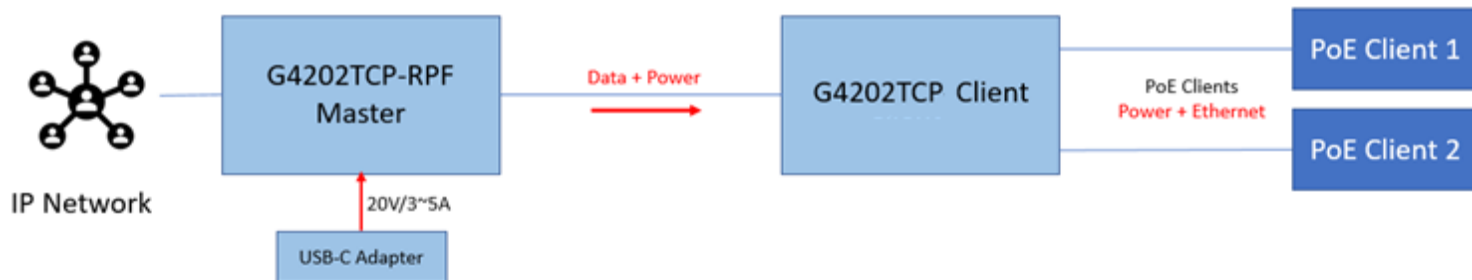 IP Network
G4202TCP-RPF
Master
20V/3~5A
USB-C Adapter
Data + Power
G4202TCP Client
PoE Clients
Power + Ethernet
PoE Client 1
PoE Client 2